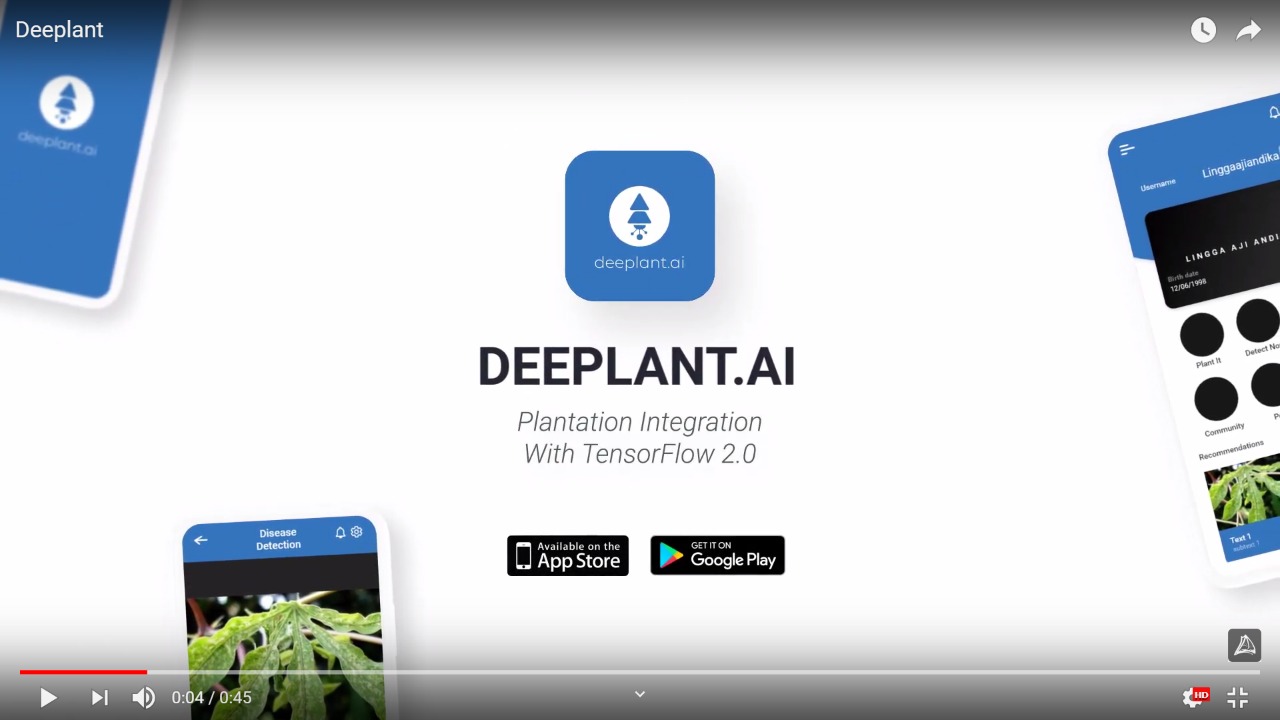 Deeplant
deeplant.ai
Username
Linggaajiandika
LINGGA AJI ANDI
Birth date
12/06/1998
deeplant.ai
DEEPLANT.AI
Plantation Integration
With TensorFlow 2.0
Plant It
Detect No
Community
Recommendations
Text 1
subtext 1
Disease
Detection
Available on the
App Store
GET IT ON
Google Play
0:04 / 0:45
HD